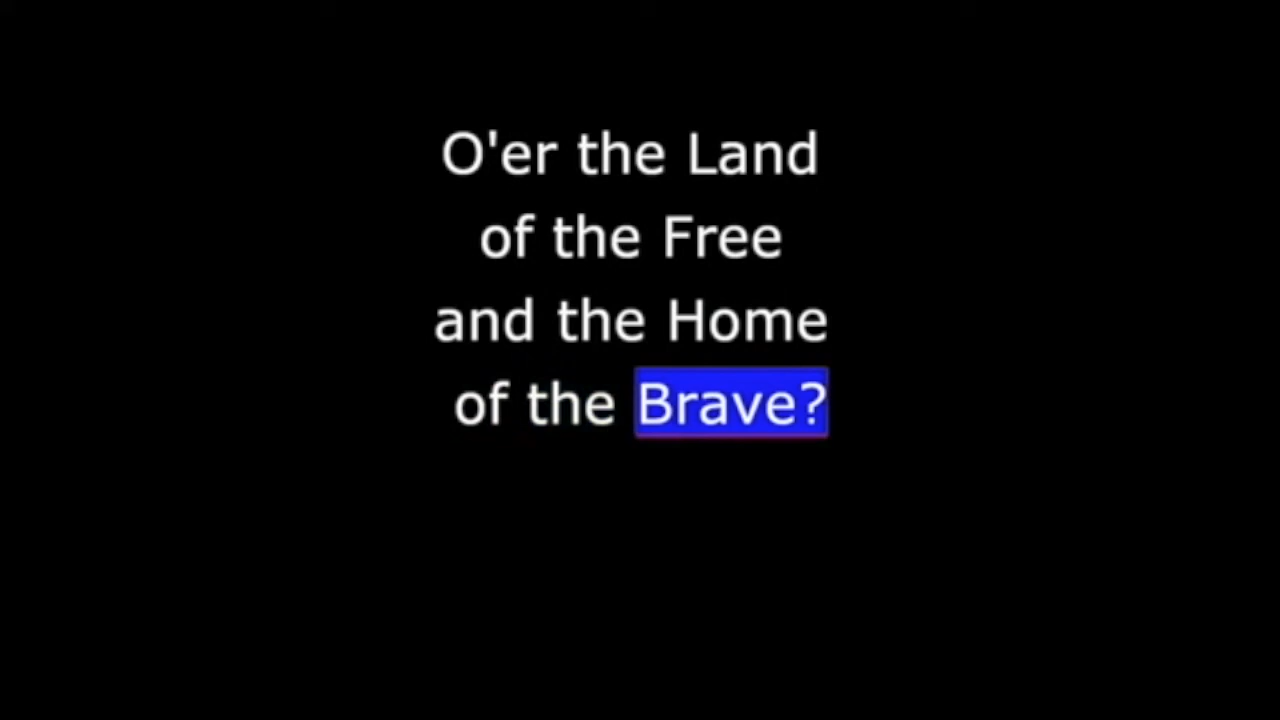 O'er the Land
of the Free
and the Home
of the Brave?